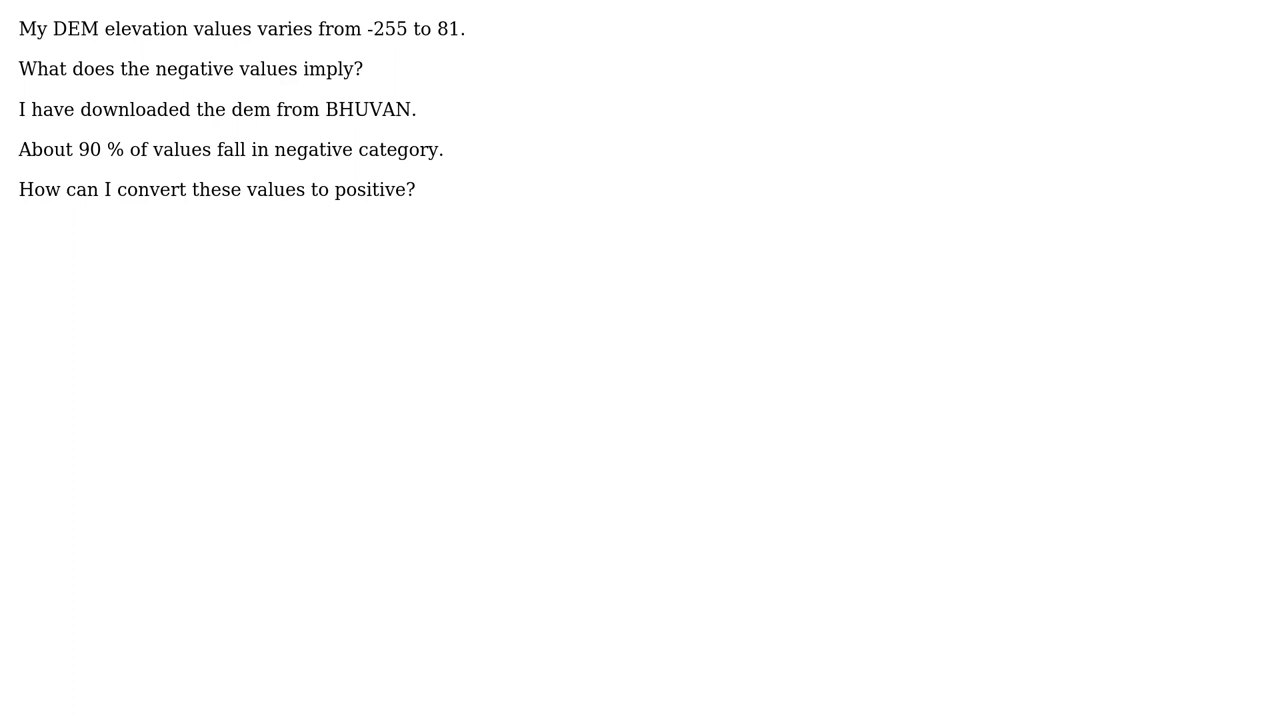 My DEM elevation values varies from -255 to 81.
What does the negative values imply?
I have downloaded the dem from BHUVAN.
About 90 % of values fall in negative category.
How can I convert these values to positive?